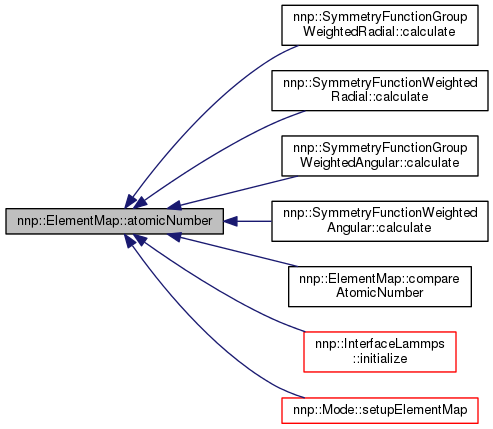 nnp::SymmetryFunctionGroup
WeightedRadial::calculate
nnp::SymmetryFunctionWeighted
Radial::calculate
nnp::SymmetryFunctionGroup
WeightedAngular::calculate
nnp::ElementMap::atomicNumber
nnp::SymmetryFunctionWeighted
Angular::calculate
nnp::ElementMap::compare
AtomicNumber
nnp::InterfaceLammps
::initialize
nnp::Mode::setupElementMap